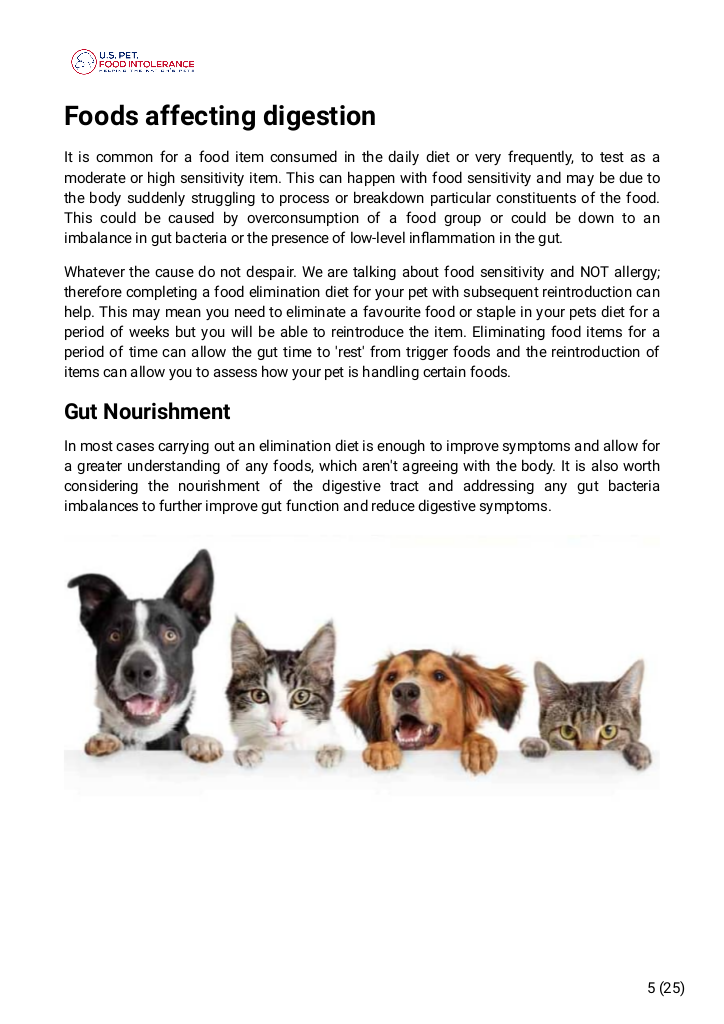 U.S. PET.
FOOD INTOLERANCE
Foods affecting digestion
It is common for a food item consumed in the daily diet or very frequently, to test as a
moderate or high sensitivity item. This can happen with food sensitivity and may be due to
the body suddenly struggling to process or breakdown particular constituents of the food.
This could be caused by overconsumption of a food group or could be down to an
imbalance in gut bacteria or the presence of low-level inflammation in the gut.
Whatever the cause do not despair. We are talking about food sensitivity and NOT allergy;
therefore completing a food elimination diet for your pet with subsequent reintroduction can
help. This may mean you need to eliminate a favourite food or staple in your pets diet for a
period of weeks but you will be able to reintroduce the item. Eliminating food items for a
period of time can allow the gut time to 'rest' from trigger foods and the reintroduction of
items can allow you to assess how your pet is handling certain foods.
Gut Nourishment
In most cases carrying out an elimination diet is enough to improve symptoms and allow for
a greater understanding of any foods, which aren't agreeing with the body. It is also worth
considering the nourishment of the digestive tract and addressing any gut bacteria
imbalances to further improve gut function and reduce digestive symptoms.
5 (25)